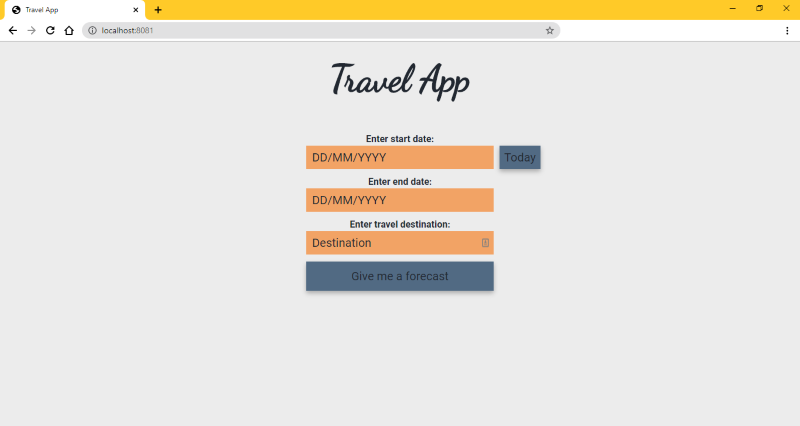 Travel App
localhost:8081
Travel App
Enter start date:
DD/MM/YYYY Today
Enter end date:
DD/MM/YYYY
Enter travel destination:
Destination
Give me a forecast